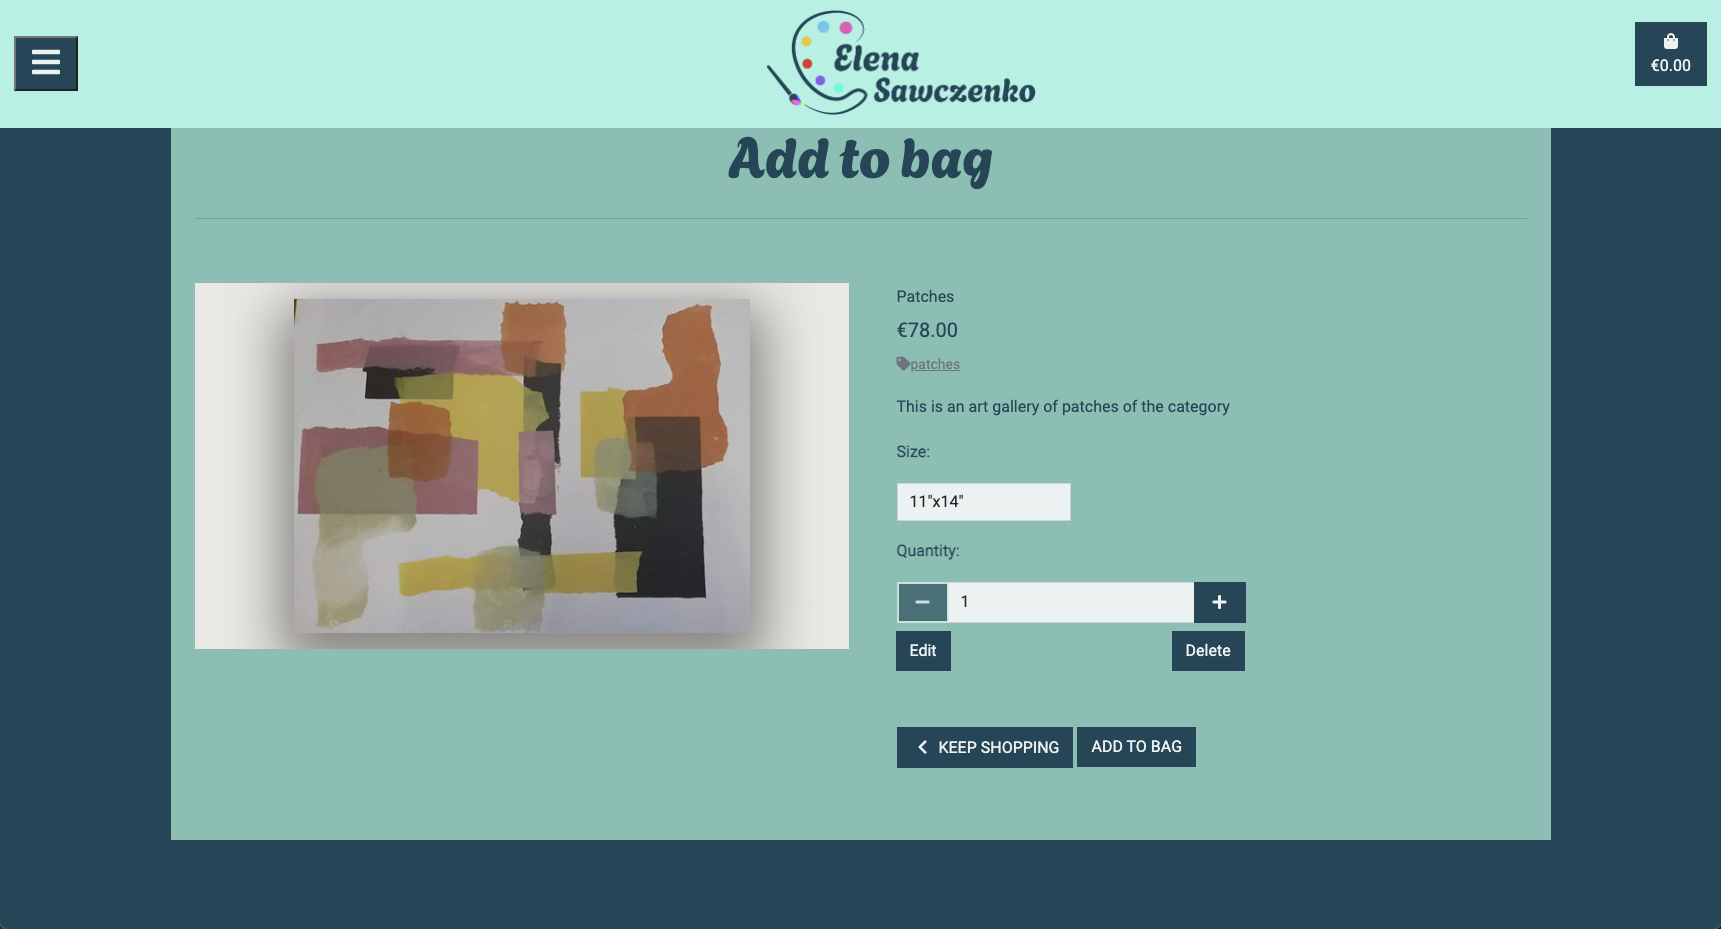 Elena
Sawczenko
€0.00
Add to bag
Patches
€78.00
patches
This is an art gallery of patches of the category
Size:
11"x14"
Quantity:
1
Edit
Delete
KEEP SHOPPING
ADD TO BAG